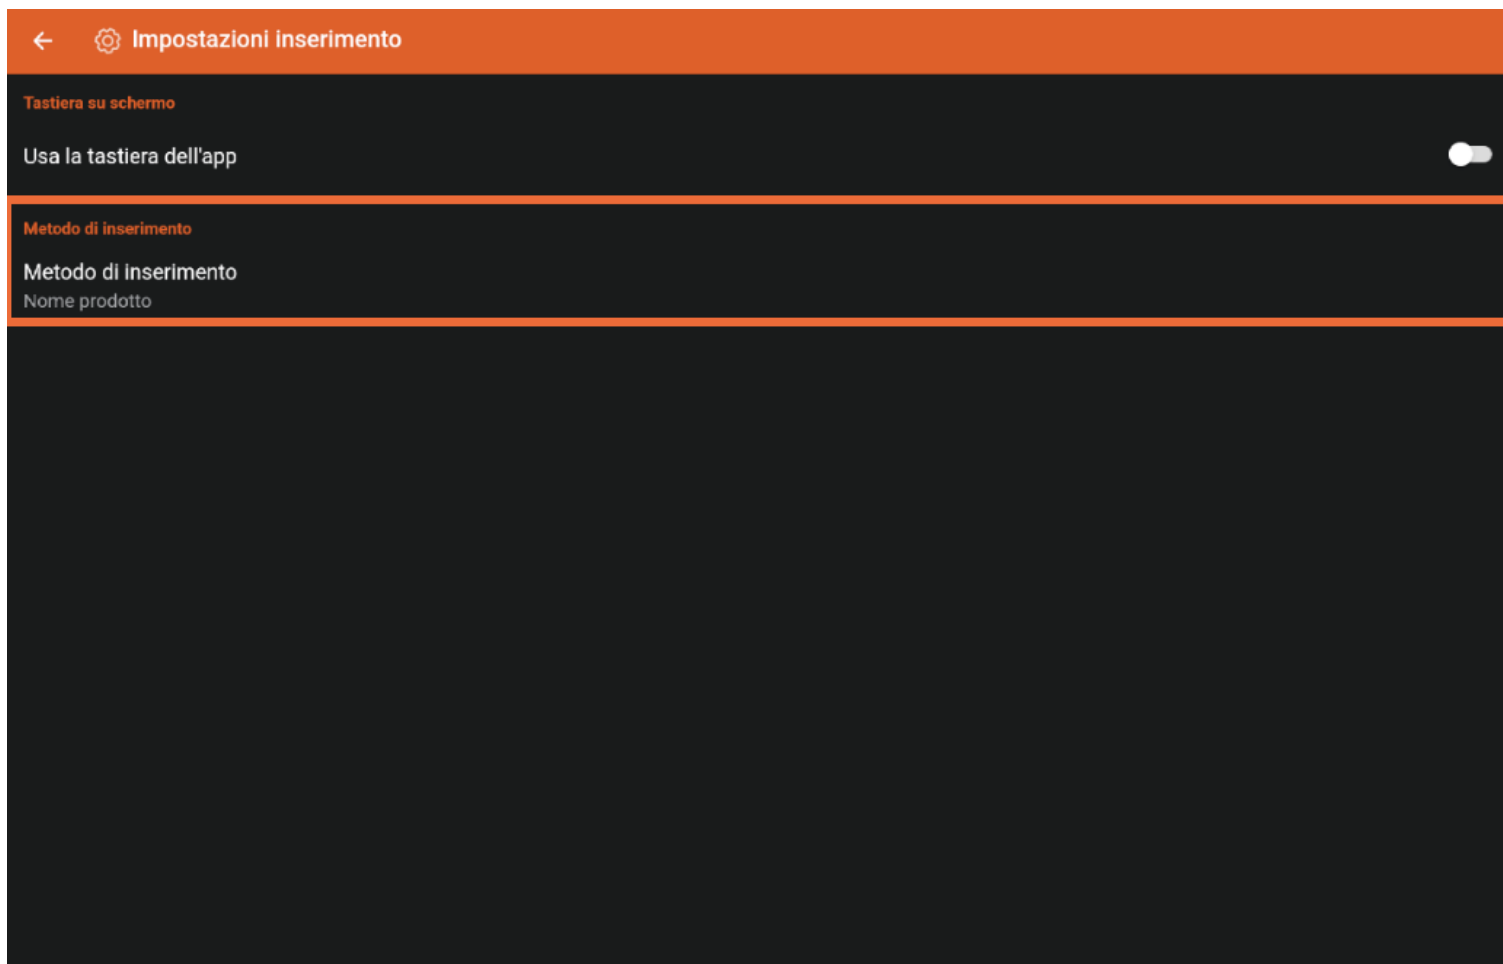 Impostazioni inserimento
Tastiera su schermo
Usa la tastiera dell'app
Metodo di inserimento
Metodo di inserimento
Nome prodotto